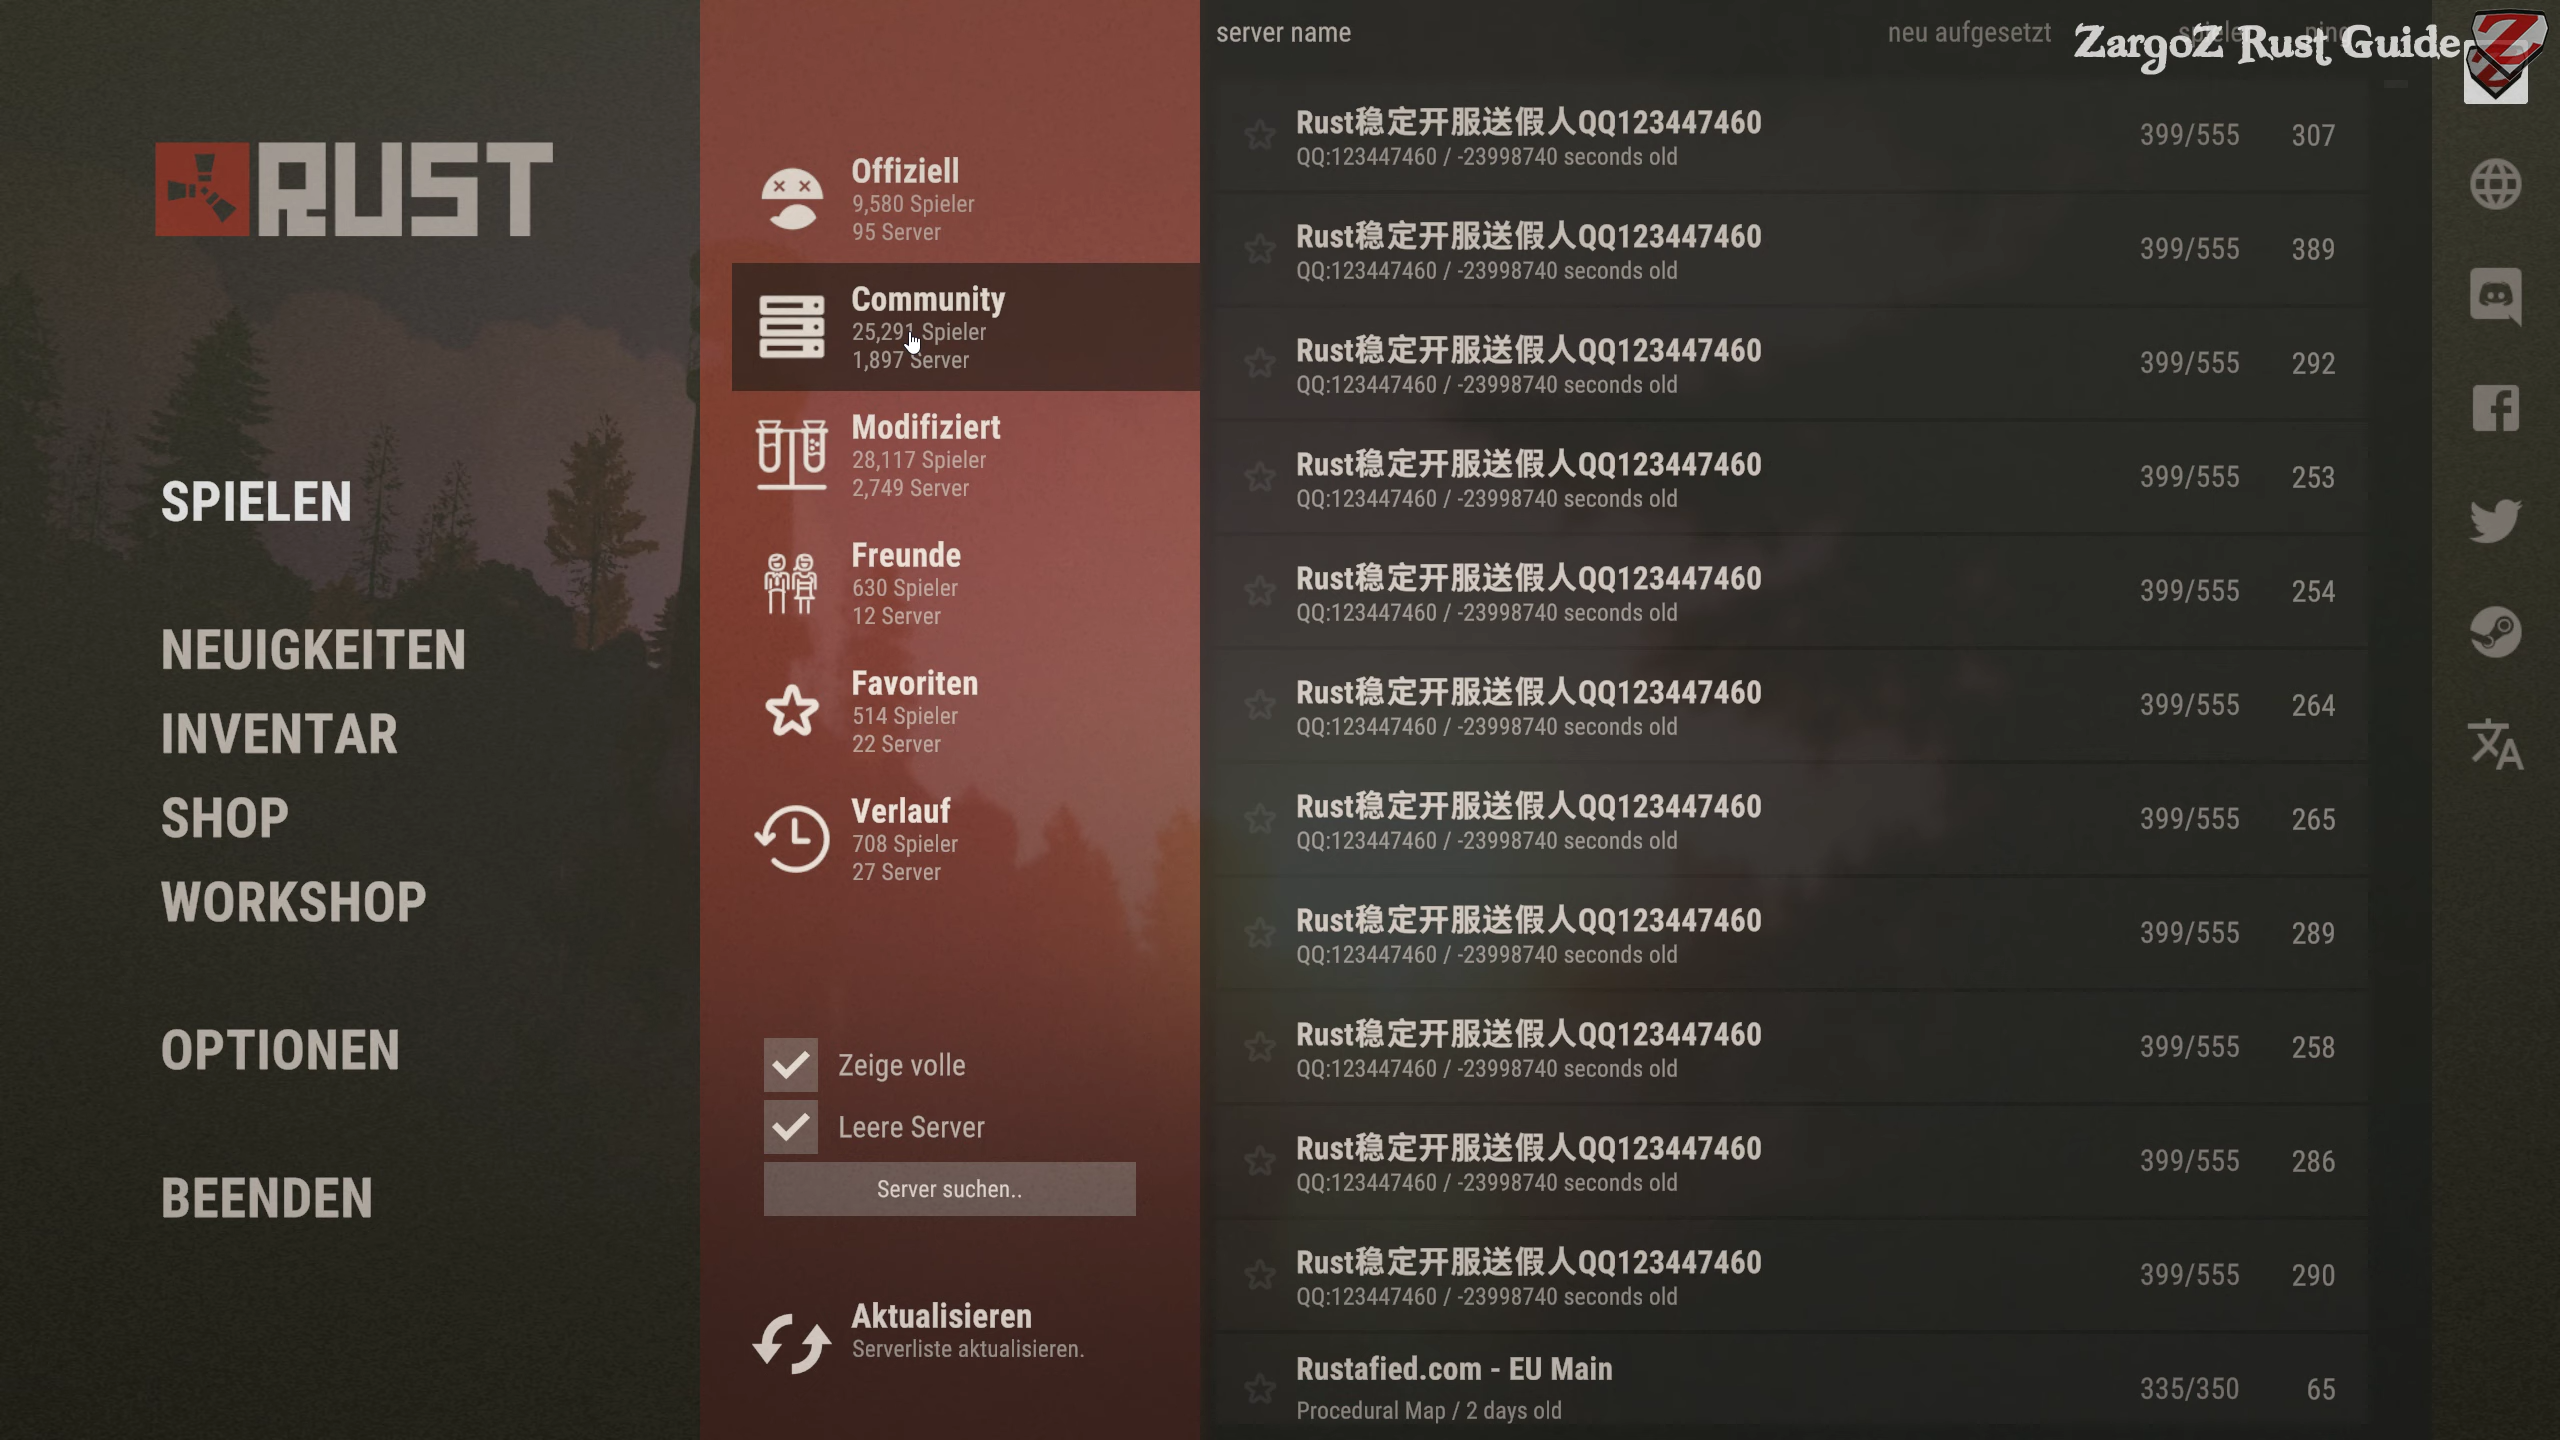 server name
neu aufgesetzt
ZargoZ Rust Guide
RUST
SPIELEN
NEUIGKEITEN
INVENTAR
SHOP
WORKSHOP
OPTIONEN
BEENDEN
Offiziell
9,580 Spieler
95 Server
Community
25,291 Spieler
1,897 Server
Modifiziert
28,117 Spieler
2,749 Server
Freunde
630 Spieler
12 Server
Favoriten
514 Spieler
22 Server
Verlauf
708 Spieler
27 Server
Zeige volle
Leere Server
Server suchen..
Aktualisieren
Serverliste aktualisieren.
Rust稳定开服送假人QQ123447460
399/555 307
QQ:123447460 / -23998740 seconds old
Rust稳定开服送假人QQ123447460
399/555 389
QQ:123447460 / -23998740 seconds old
Rust稳定开服送假人QQ123447460
399/555 292
QQ:123447460 / -23998740 seconds old
Rust稳定开服送假人QQ123447460
399/555 253
QQ:123447460 / -23998740 seconds old
Rust稳定开服送假人QQ123447460
399/555 254
QQ:123447460 / -23998740 seconds old
Rust稳定开服送假人QQ123447460
399/555 264
QQ:123447460 / -23998740 seconds old
Rust稳定开服送假人QQ123447460
399/555 265
QQ:123447460 / -23998740 seconds old
Rust稳定开服送假人QQ123447460
399/555 289
QQ:123447460 / -23998740 seconds old
Rust稳定开服送假人QQ123447460
399/555 258
QQ:123447460 / -23998740 seconds old
Rust稳定开服送假人QQ123447460
399/555 286
QQ:123447460 / -23998740 seconds old
Rust稳定开服送假人QQ123447460
399/555 290
QQ:123447460 / -23998740 seconds old
Rustafied.com - EU Main
335/350 65
Procedural Map / 2 days old